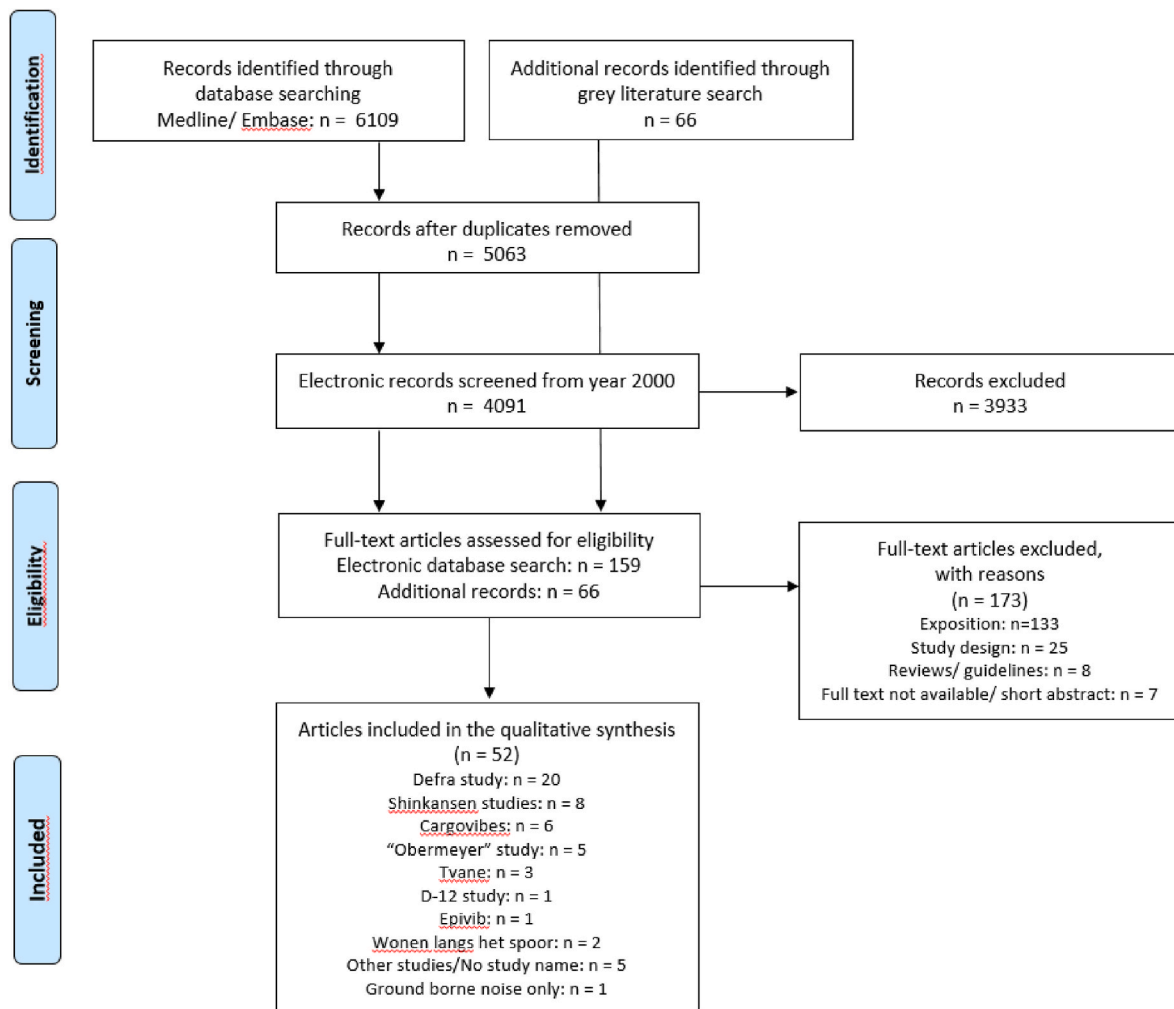 Identification
Records identified through
database searching
Medline/ Embase: n = 6109
Additional records identified through
grey literature search
n = 66
Records after duplicates removed
n = 5063
Screening
Electronic records screened from year 2000
n = 4091
Records excluded
n = 3933
Eligibility
Full-text articles assessed for eligibility
Electronic database search: n = 159
Additional records: n = 66
Full-text articles excluded,
with reasons
(n = 173)
Exposition: n=133
Study design: n = 25
Reviews/ guidelines: n = 8
Full text not available/ short abstract: n = 7
Included
Articles included in the qualitative synthesis
(n = 52)
Defra study: n = 20
Shinkansen studies: n = 8
Cargovibes: n = 6
“Obermeyer” study: n = 5
Tvane: n = 3
D-12 study: n = 1
Epivib: n = 1
Wonen langs het spoor: n = 2
Other studies/No study name: n = 5
Ground borne noise only: n = 1